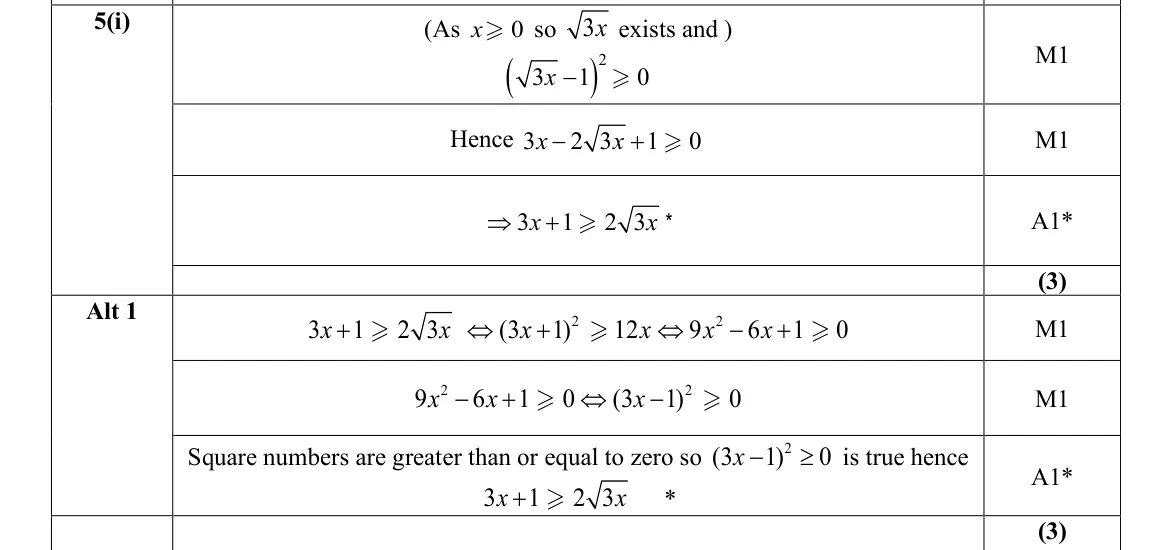 5(i)
(As x ⩾ 0 so √3x exists and )
(√3x − 1)² ⩾ 0
M1
Hence 3x − 2√3x + 1 ⩾ 0
M1
⇒ 3x + 1 ⩾ 2√3x *
A1*
(3)
Alt 1
3x + 1 ⩾ 2√3x ⇔ (3x + 1)² ⩾ 12x ⇔ 9x² − 6x + 1 ⩾ 0
M1
9x² − 6x + 1 ⩾ 0 ⇔ (3x − 1)² ⩾ 0
M1
Square numbers are greater than or equal to zero so (3x − 1)² ≥ 0 is true hence
3x + 1 ⩾ 2√3x *
A1*
(3)